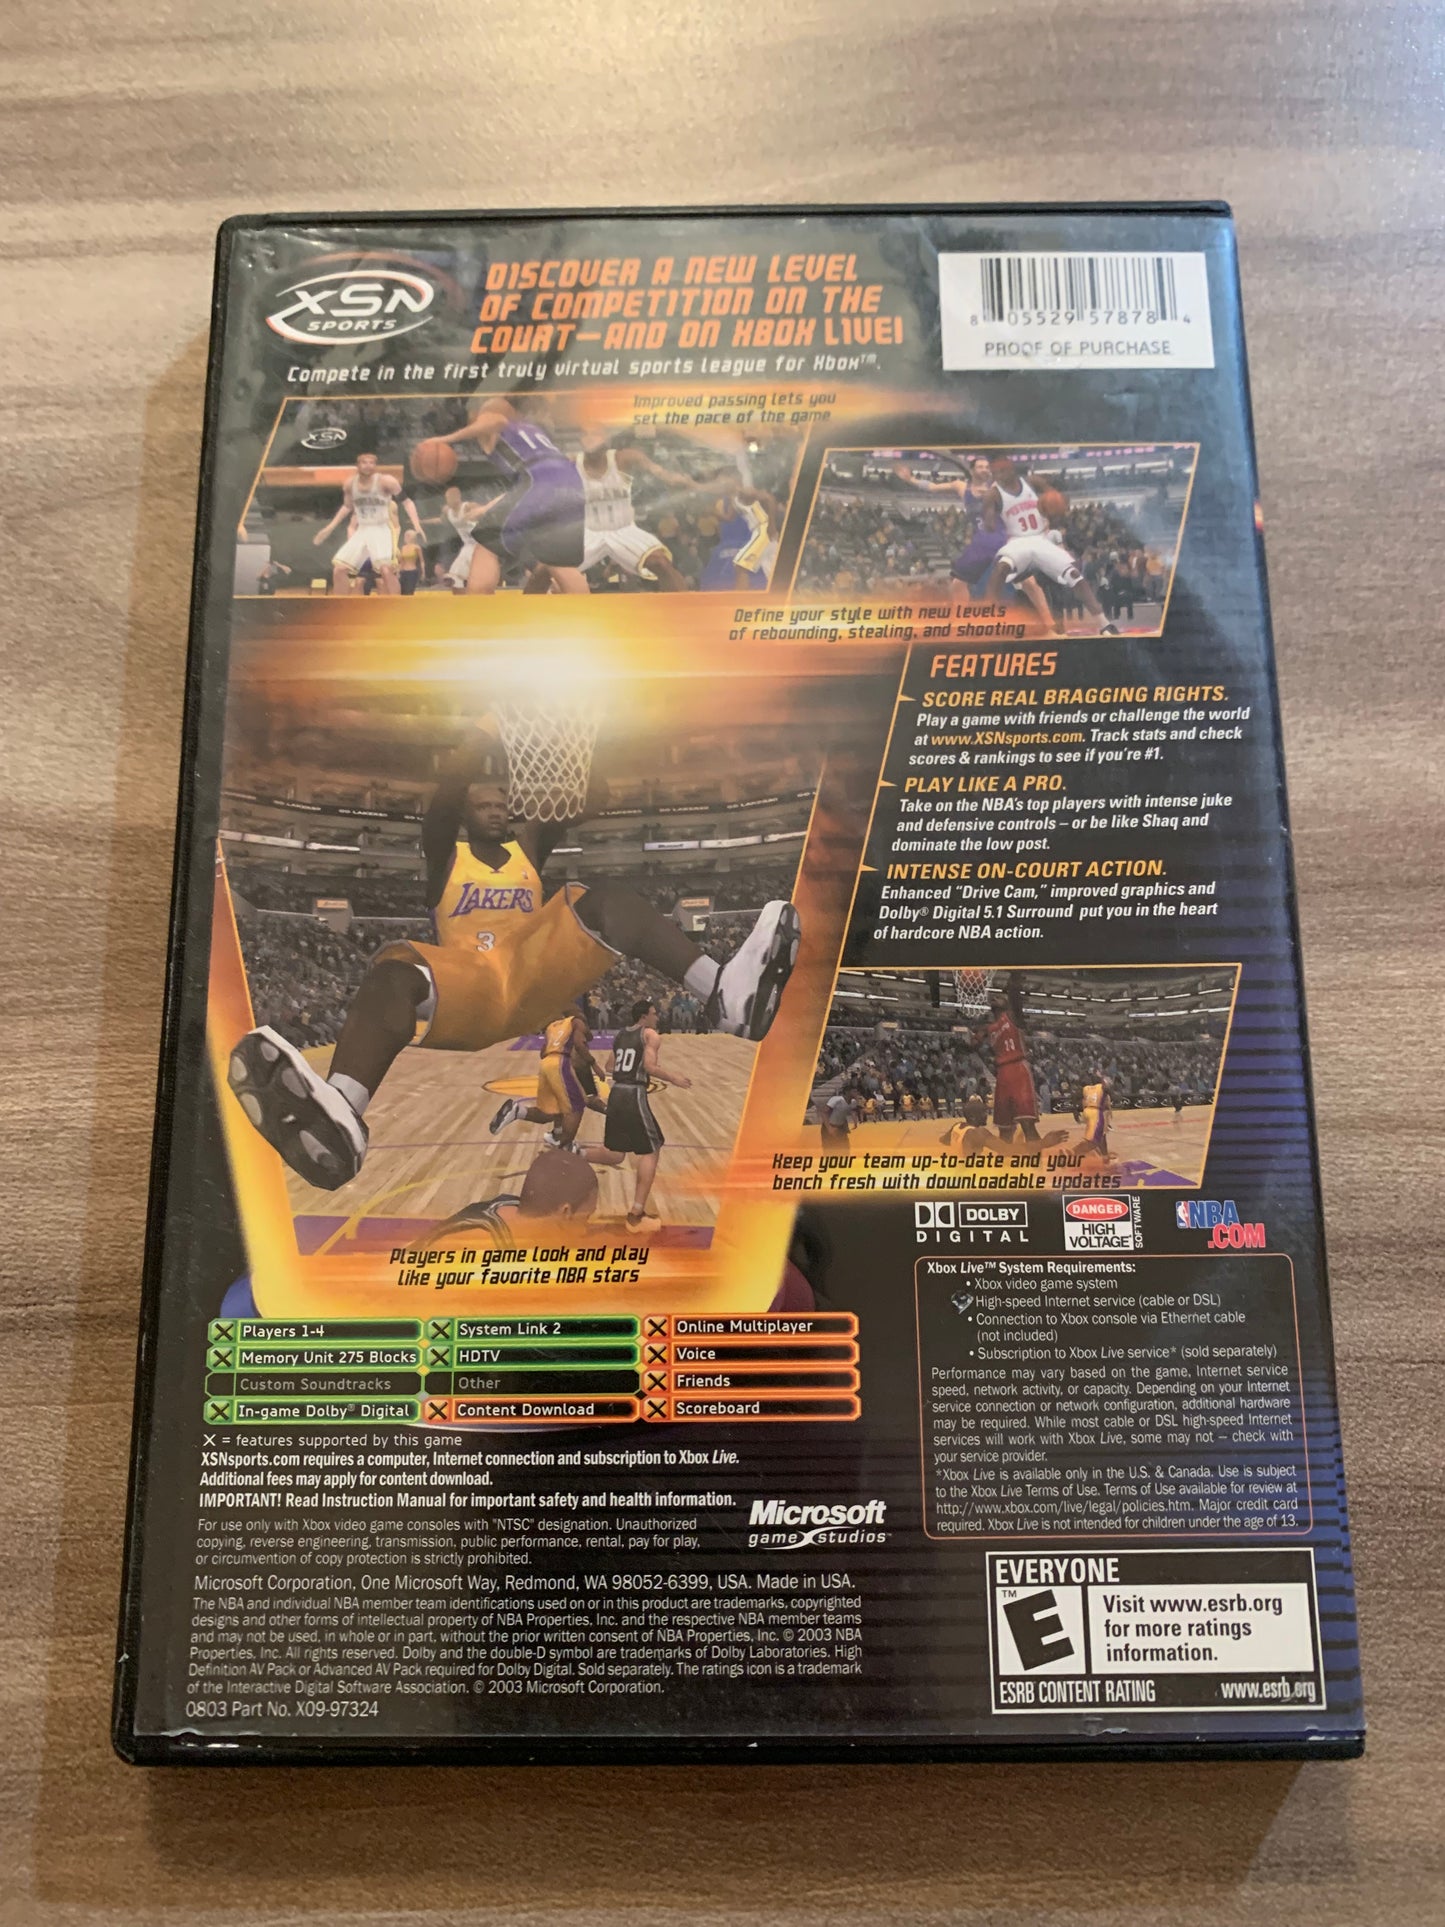 XSN
SPORTS
DISCOVER A NEW LEVEL
OF COMPETITION ON THE
COURT—AND ON XBOX LIVE!
Compete in the first truly virtual sports league for Xbox™.
8 05529 57878 4
PROOF OF PURCHASE
Improved passing lets you
set the pace of the game
XSN
10
PISTONS
30
Define your style with new levels
of rebounding, stealing, and shooting
FEATURES
SCORE REAL BRAGGING RIGHTS.
Play a game with friends or challenge the world
at www.XSNsports.com. Track stats and check
scores & rankings to see if you're #1.
PLAY LIKE A PRO.
Take on the NBA's top players with intense juke
and defensive controls – or be like Shaq and
dominate the low post.
INTENSE ON-COURT ACTION.
Enhanced "Drive Cam," improved graphics and
Dolby® Digital 5.1 Surround put you in the heart
of hardcore NBA action.
GO LAKERS!
LAKERS
3
20
23
Players in game look and play
like your favorite NBA stars
Keep your team up-to-date and your
bench fresh with downloadable updates
DOLBY
DIGITAL
DANGER
HIGH
VOLTAGE
SOFTWARE
NBA
.COM
Xbox Live™ System Requirements:
• Xbox video game system
High-speed Internet service (cable or DSL)
• Connection to Xbox console via Ethernet cable
(not included)
• Subscription to Xbox Live service* (sold separately)
Performance may vary based on the game, Internet service
speed, network activity, or capacity. Depending on your Internet
service connection or network configuration, additional hardware
may be required. While most cable or DSL high-speed Internet
services will work with Xbox Live, some may not – check with
your service provider.
*Xbox Live is available only in the U.S. & Canada. Use is subject
to the Xbox Live Terms of Use. Terms of Use available for review at
http://www.xbox.com/live/legal/policies.htm. Major credit card
required. Xbox Live is not intended for children under the age of 13.
X Players 1-4 X System Link 2 X Online Multiplayer
X Memory Unit 275 Blocks X HDTV X Voice
Custom Soundtracks Other X Friends
X In-game Dolby® Digital X Content Download X Scoreboard
X = features supported by this game
XSNsports.com requires a computer, Internet connection and subscription to Xbox Live.
Additional fees may apply for content download.
IMPORTANT! Read Instruction Manual for important safety and health information.
For use only with Xbox video game consoles with "NTSC" designation. Unauthorized
copying, reverse engineering, transmission, public performance, rental, pay for play,
or circumvention of copy protection is strictly prohibited.
Microsoft
game studios™
Microsoft Corporation, One Microsoft Way, Redmond, WA 98052-6399, USA. Made in USA.
The NBA and individual NBA member team identifications used on or in this product are trademarks, copyrighted
designs and other forms of intellectual property of NBA Properties, Inc. and the respective NBA member teams
and may not be used, in whole or in part, without the prior written consent of NBA Properties, Inc. © 2003 NBA
Properties, Inc. All rights reserved. Dolby and the double-D symbol are trademarks of Dolby Laboratories. High
Definition AV Pack or Advanced AV Pack required for Dolby Digital. Sold separately. The ratings icon is a trademark
of the Interactive Digital Software Association. © 2003 Microsoft Corporation.
0803 Part No. X09-97324
EVERYONE
™
E
Visit www.esrb.org
for more ratings
information.
ESRB CONTENT RATING www.esrb.org